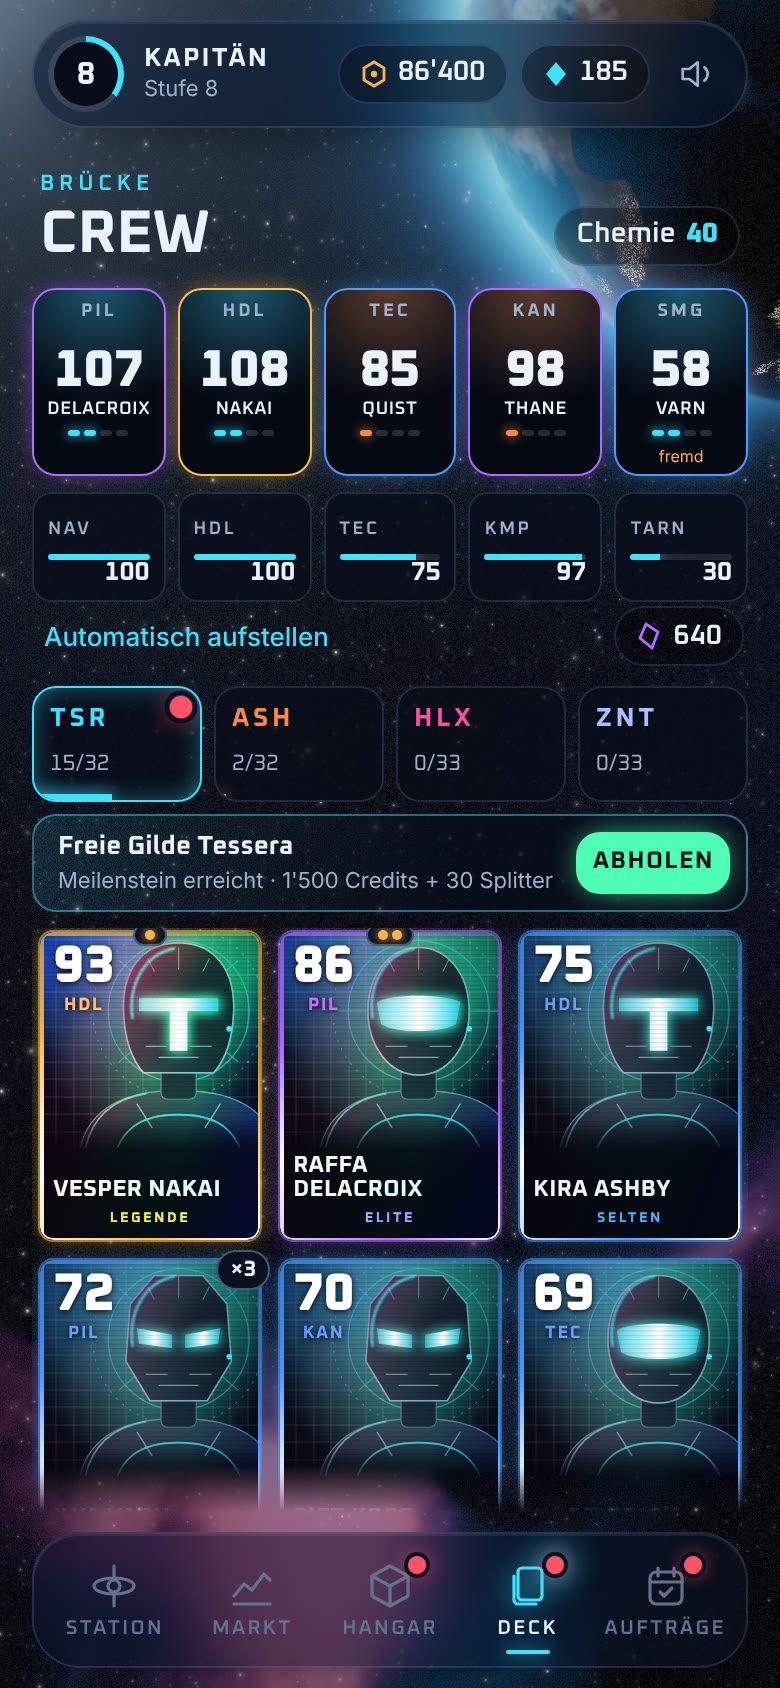 8
KAPITÄN
Stufe 8
86'400
185
BRÜCKE
CREW
Chemie 40
PIL
107
DELACROIX
HDL
108
NAKAI
TEC
85
QUIST
KAN
98
THANE
SMG
58
VARN
fremd
NAV
100
HDL
100
TEC
75
KMP
97
TARN
30
Automatisch aufstellen
640
TSR
15/32
ASH
2/32
HLX
0/33
ZNT
0/33
Freie Gilde Tessera
Meilenstein erreicht · 1'500 Credits + 30 Splitter
ABHOLEN
93
HDL
VESPER NAKAI
LEGENDE
86
PIL
RAFFA
DELACROIX
ELITE
75
HDL
KIRA ASHBY
SELTEN
72
PIL
×3
70
KAN
69
TEC
STATION
MARKT
HANGAR
DECK
AUFTRÄGE